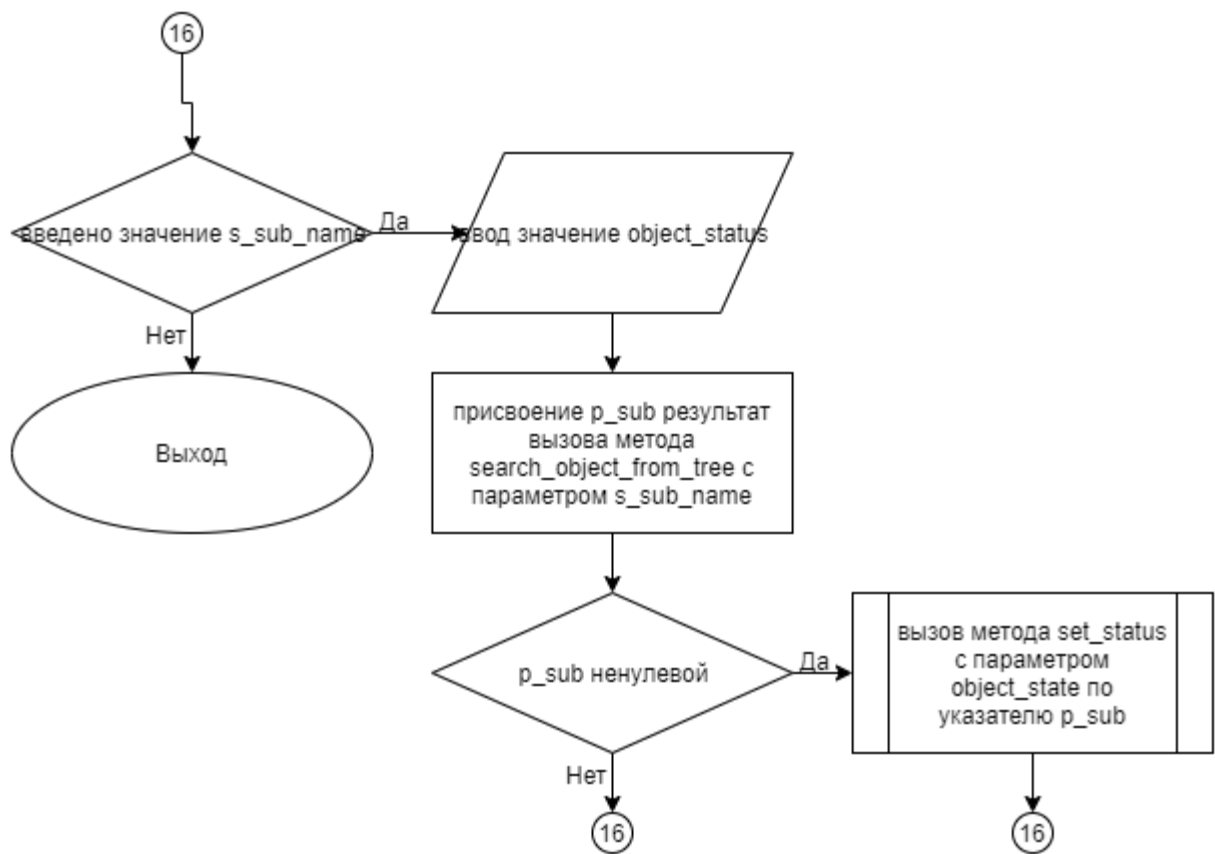 16
введено значение s_sub_name
Да
ввод значение object_status
Нет
Выход
присвоение p_sub результат
вызова метода
search_object_from_tree с
параметром s_sub_name
p_sub ненулевой
Да
вызов метода set_status
с параметром
object_state по
указателю p_sub
Нет
16
16